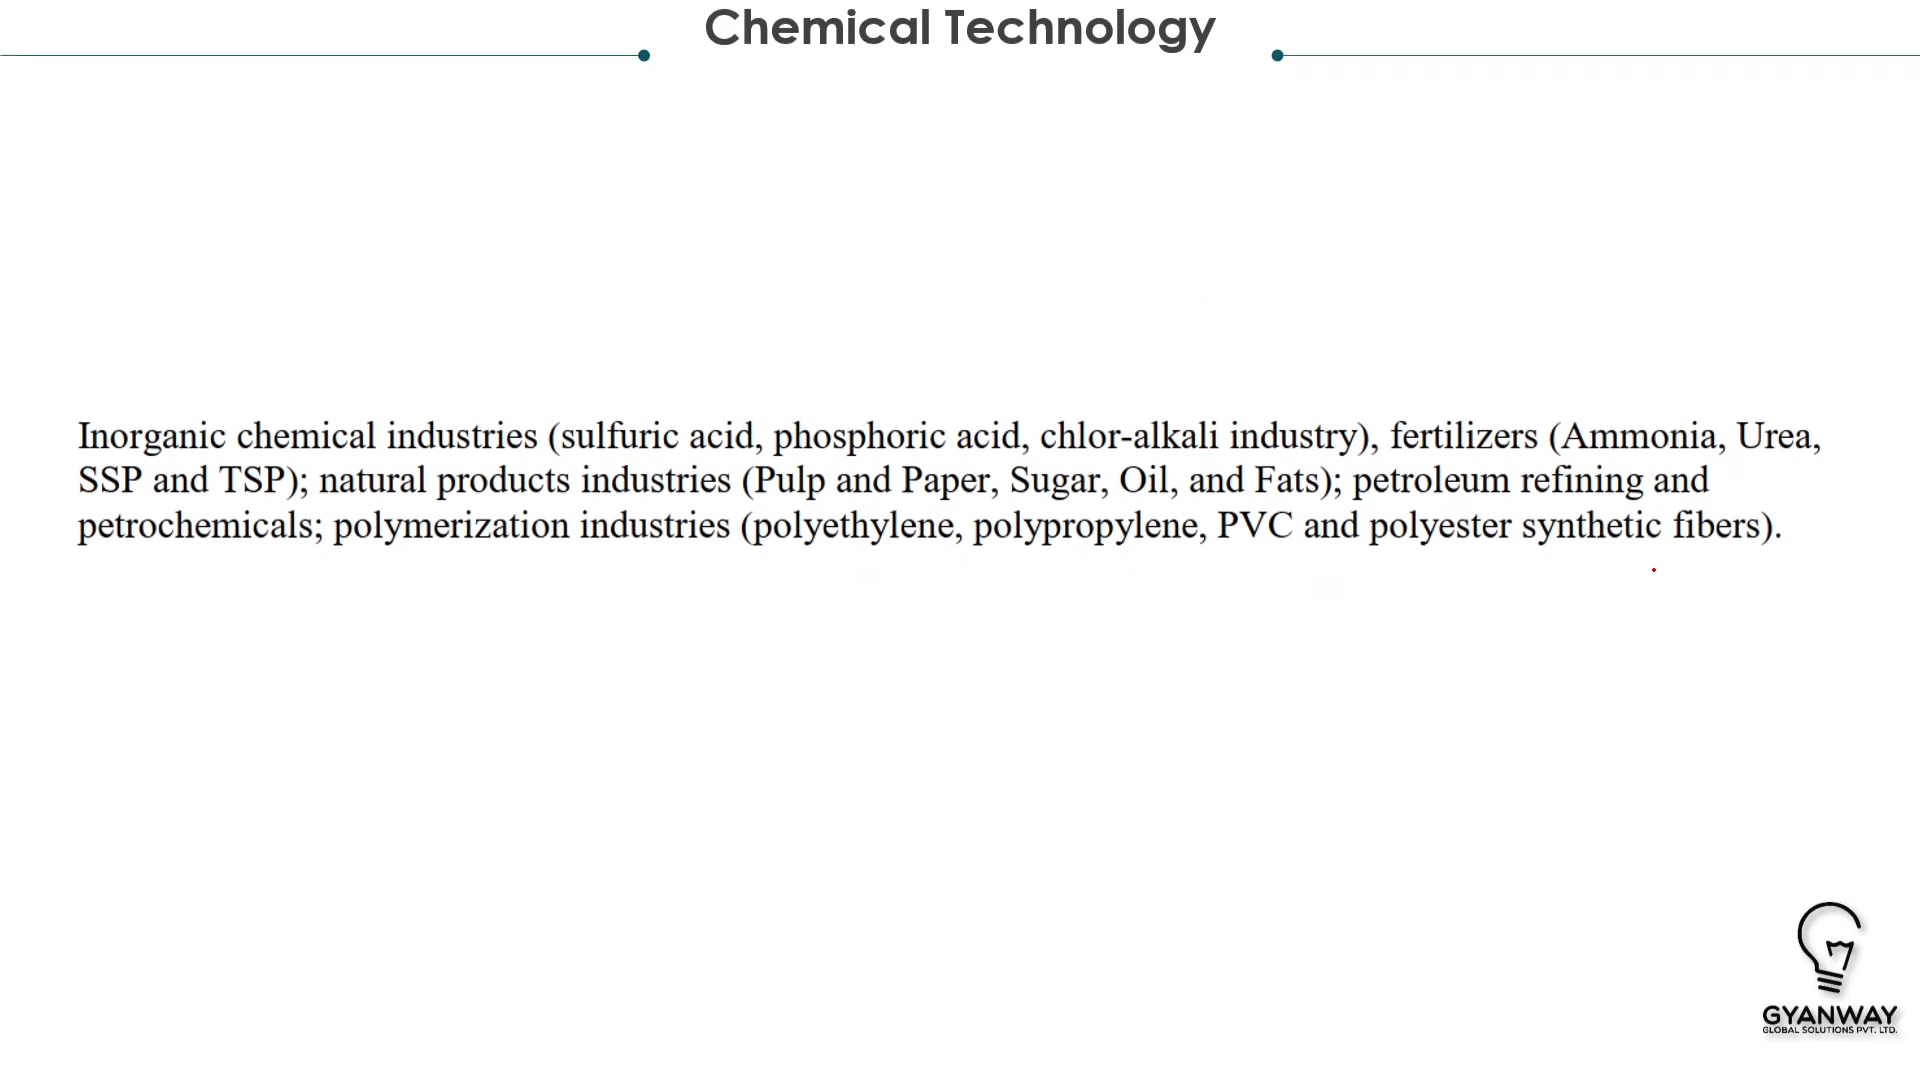 Chemical Technology
Inorganic chemical industries (sulfuric acid, phosphoric acid, chlor-alkali industry), fertilizers (Ammonia, Urea,
SSP and TSP); natural products industries (Pulp and Paper, Sugar, Oil, and Fats); petroleum refining and
petrochemicals; polymerization industries (polyethylene, polypropylene, PVC and polyester synthetic fibers).
GYANWAY
GLOBAL SOLUTIONS PVT. LTD.